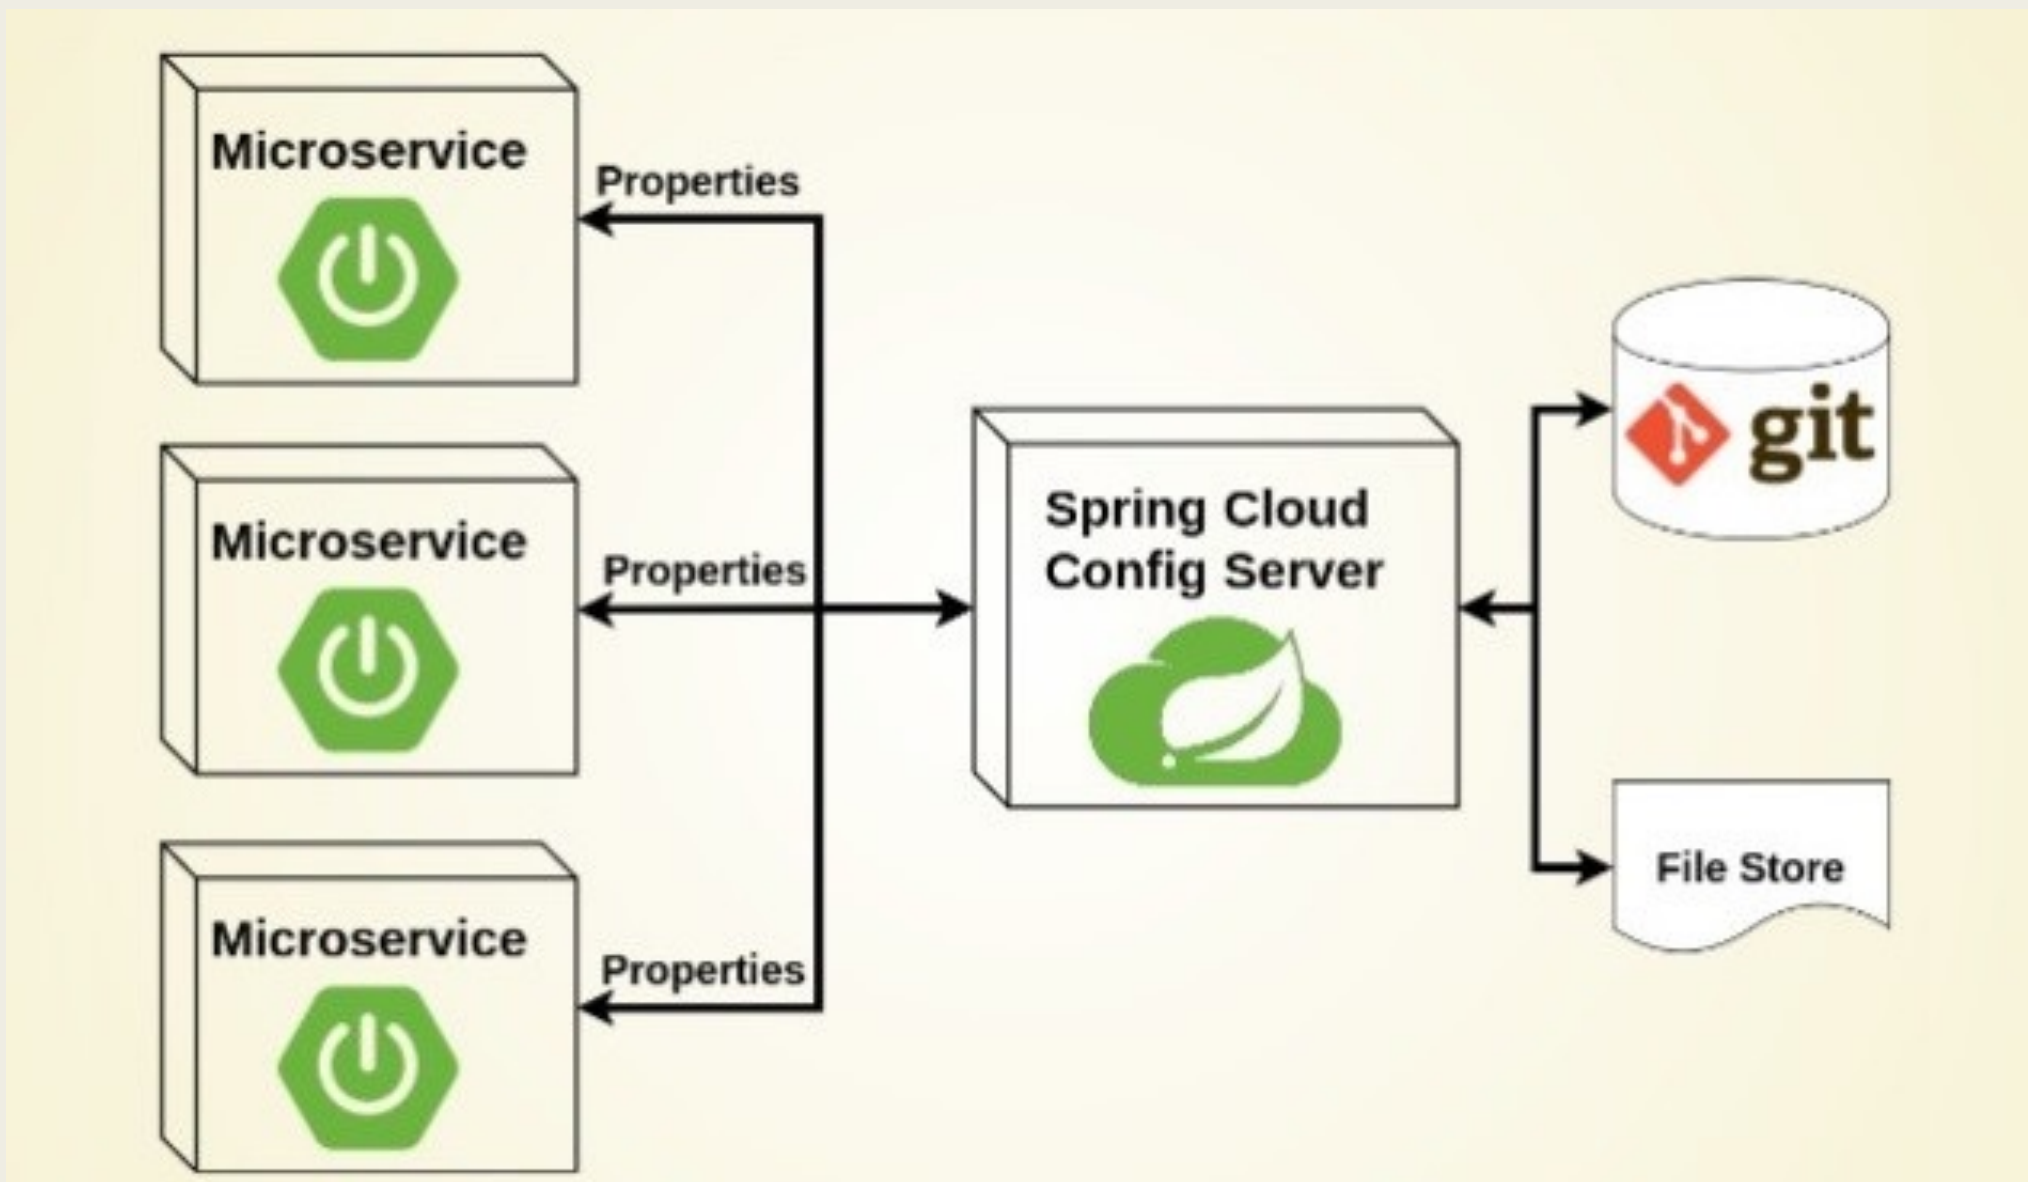 Microservice
Properties
Microservice
Properties
Microservice
Properties
Spring Cloud
Config Server
git
File Store